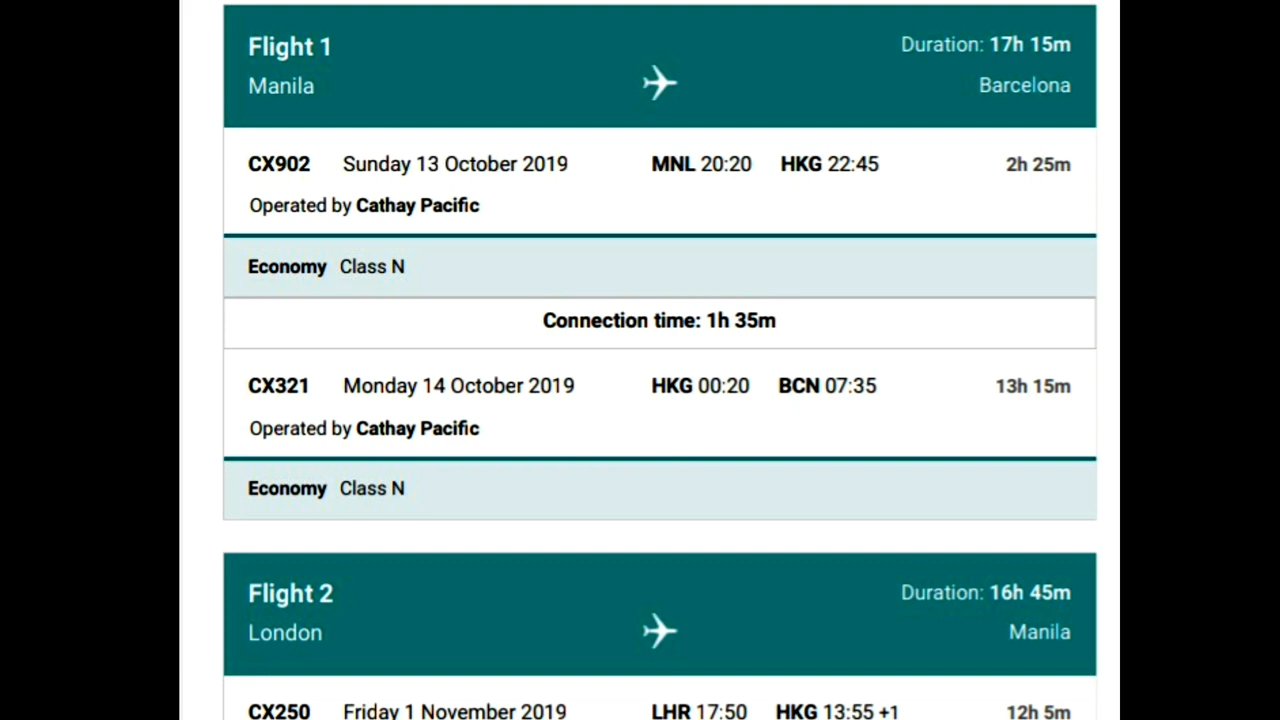 Flight 1 Duration: 17h 15m
Manila Barcelona
CX902 Sunday 13 October 2019 MNL 20:20 HKG 22:45 2h 25m
Operated by Cathay Pacific
Economy Class N
Connection time: 1h 35m
CX321 Monday 14 October 2019 HKG 00:20 BCN 07:35 13h 15m
Operated by Cathay Pacific
Economy Class N
Flight 2 Duration: 16h 45m
London Manila
CX250 Friday 1 November 2019 LHR 17:50 HKG 13:55 +1 12h 5m